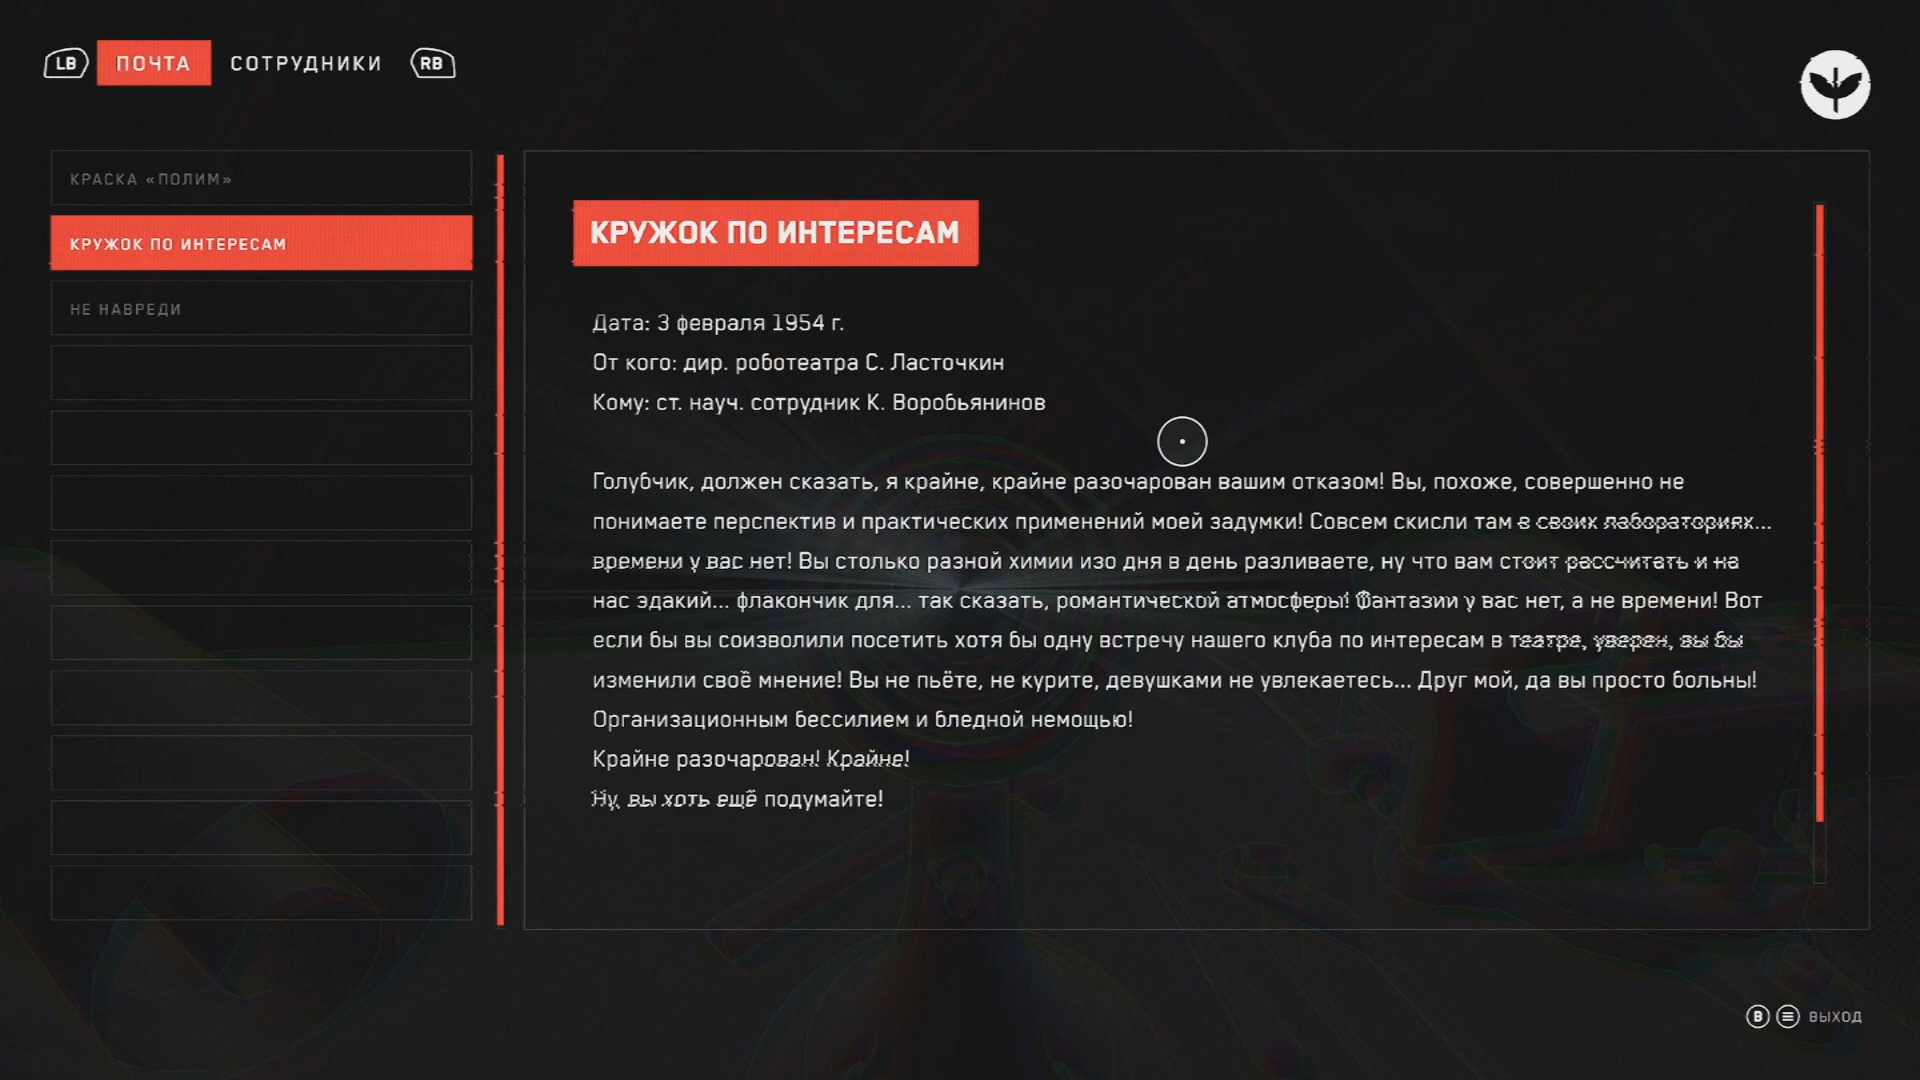 LB ПОЧТА СОТРУДНИКИ RB
КРАСКА «ПОЛИМ»
КРУЖОК ПО ИНТЕРЕСАМ
НЕ НАВРЕДИ
КРУЖОК ПО ИНТЕРЕСАМ
Дата: 3 февраля 1954 г.
От кого: дир. роботеатра С. Ласточкин
Кому: ст. науч. сотрудник К. Воробьянинов
Голубчик, должен сказать, я крайне, крайне разочарован вашим отказом! Вы, похоже, совершенно не
понимаете перспектив и практических применений моей задумки! Совсем скисли там в своих лабораториях...
времени у вас нет! Вы столько разной химии изо дня в день разливаете, ну что вам стоит рассчитать и на
нас эдакий... флакончик для... так сказать, романтической атмосферы! Фантазии у вас нет, а не времени! Вот
если бы вы соизволили посетить хотя бы одну встречу нашего клуба по интересам в театре, уверен, вы бы
изменили своё мнение! Вы не пьёте, не курите, девушками не увлекаетесь... Друг мой, да вы просто больны!
Организационным бессилием и бледной немощью!
Крайне разочарован! Крайне!
Ну, вы хоть ещё подумайте!
B ВЫХОД